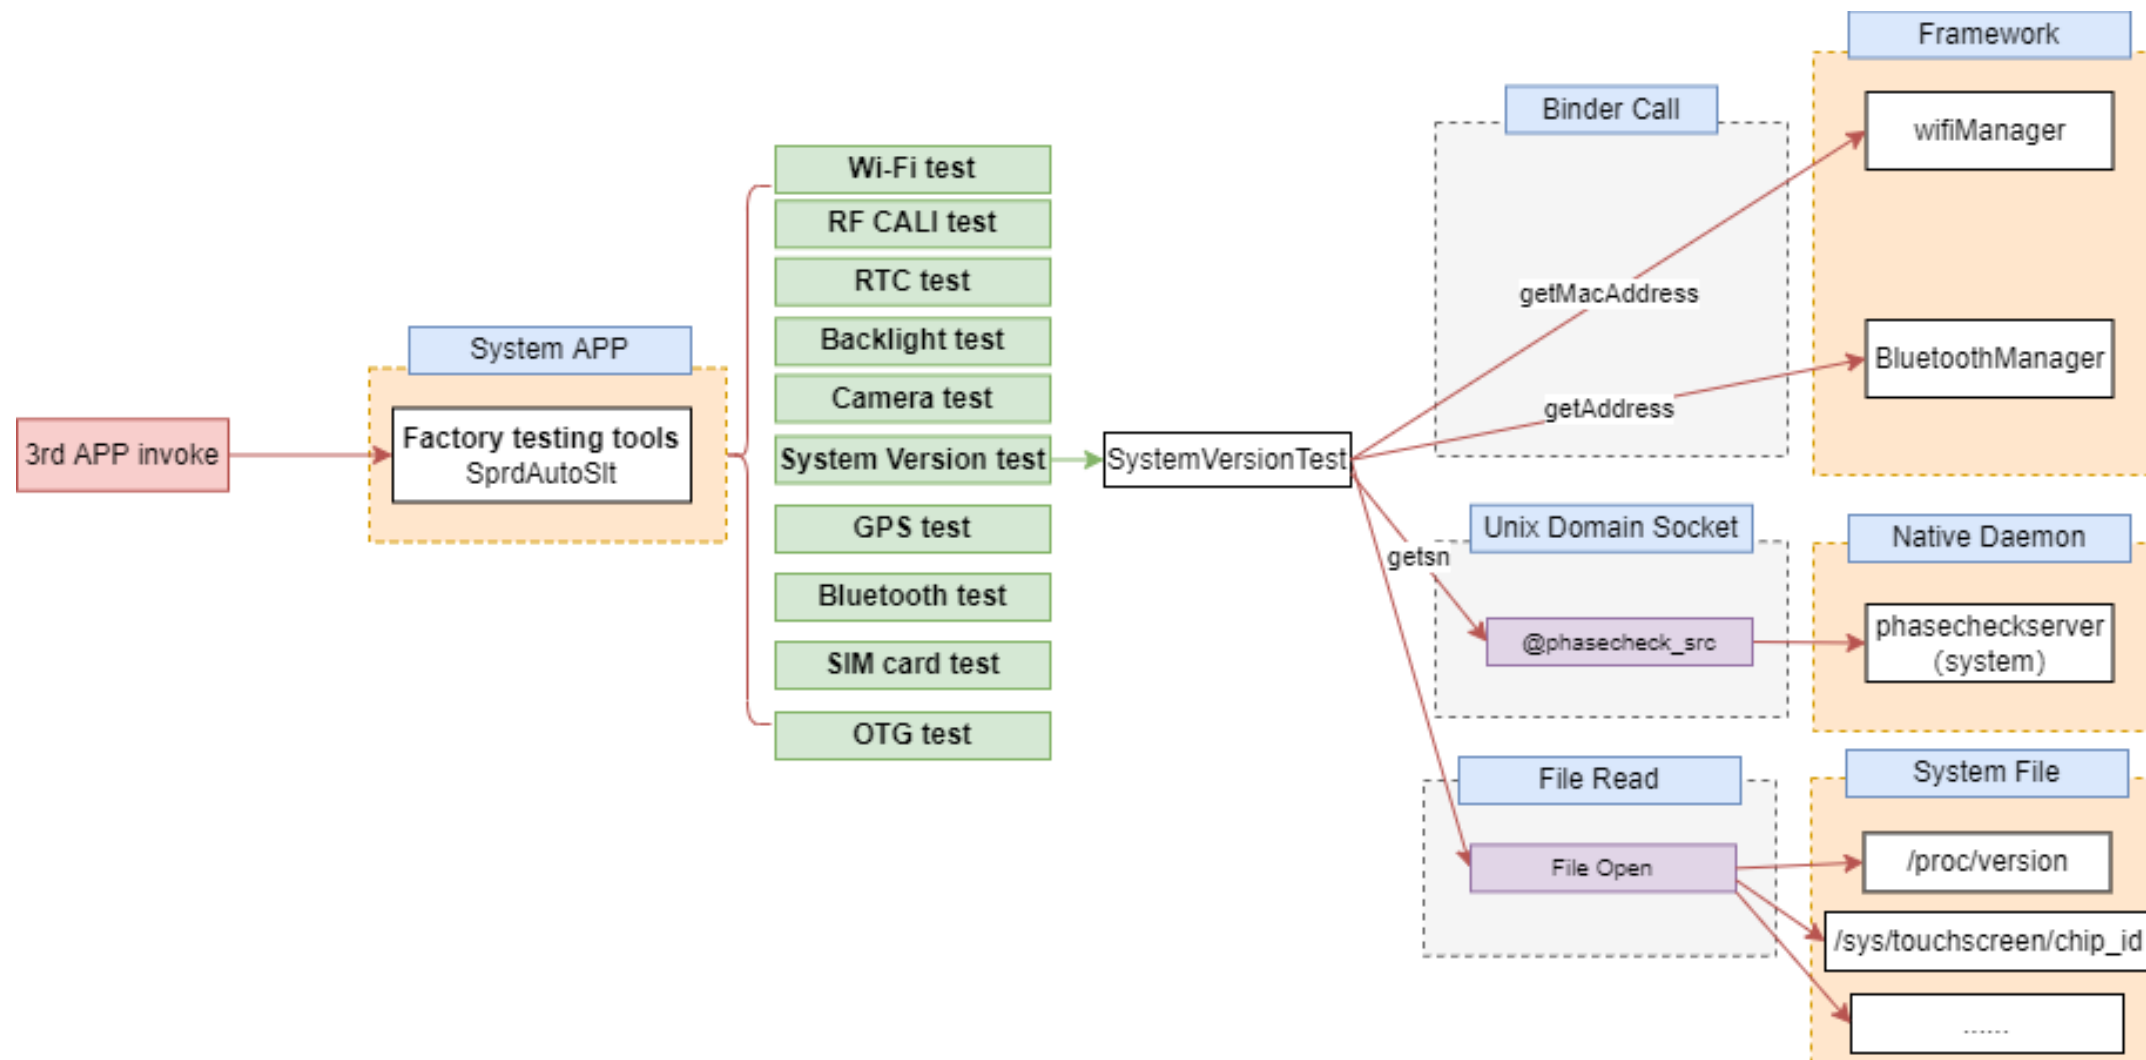 3rd APP invoke
System APP
Factory testing tools
SprdAutoSlt
Wi-Fi test
RF CALI test
RTC test
Backlight test
Camera test
System Version test
GPS test
Bluetooth test
SIM card test
OTG test
SystemVersionTest
Binder Call
getMacAddress
getAddress
Framework
wifiManager
BluetoothManager
Unix Domain Socket
getsn
@phasecheck_src
Native Daemon
phasecheckserver
(system)
File Read
File Open
System File
/proc/version
/sys/touchscreen/chip_id
......